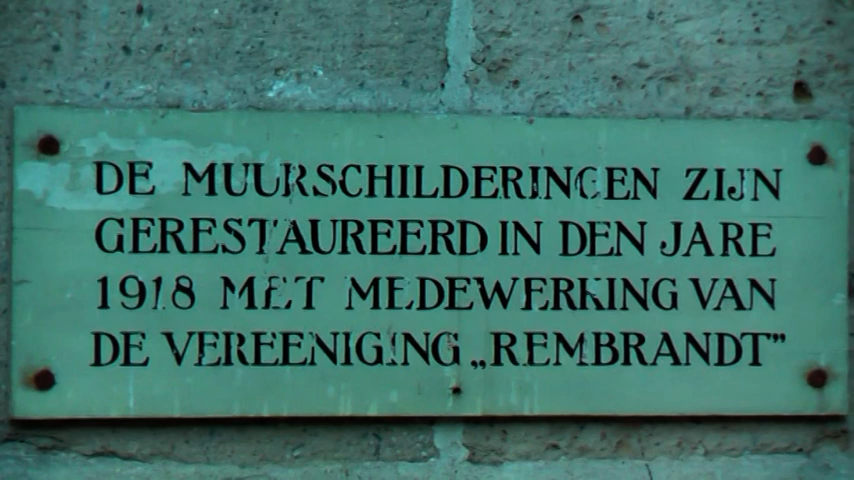 DE MUURSCHILDERINGEN ZIJN
GERESTAUREERD IN DEN JARE
1918 MET MEDEWERKING VAN
DE VEREENIGING „REMBRANDT”